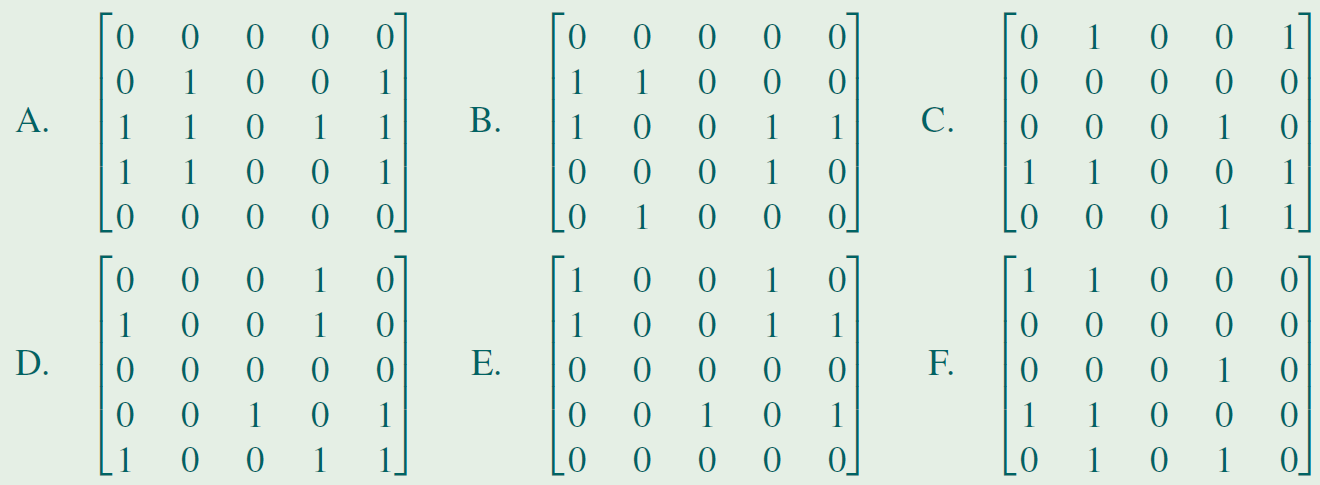 A.
0 0 0 0 0
0 1 0 0 1
1 1 0 1 1
1 1 0 0 1
0 0 0 0 0
B.
0 0 0 0 0
1 1 0 0 0
1 0 0 1 1
0 0 0 1 0
0 1 0 0 0
C.
0 1 0 0 1
0 0 0 0 0
0 0 0 1 0
1 1 0 0 1
0 0 0 1 1
D.
0 0 0 1 0
1 0 0 1 0
0 0 0 0 0
0 0 1 0 1
1 0 0 1 1
E.
1 0 0 1 0
1 0 0 1 1
0 0 0 0 0
0 0 1 0 1
0 0 0 0 0
F.
1 1 0 0 0
0 0 0 0 0
0 0 0 1 0
1 1 0 0 0
0 1 0 1 0